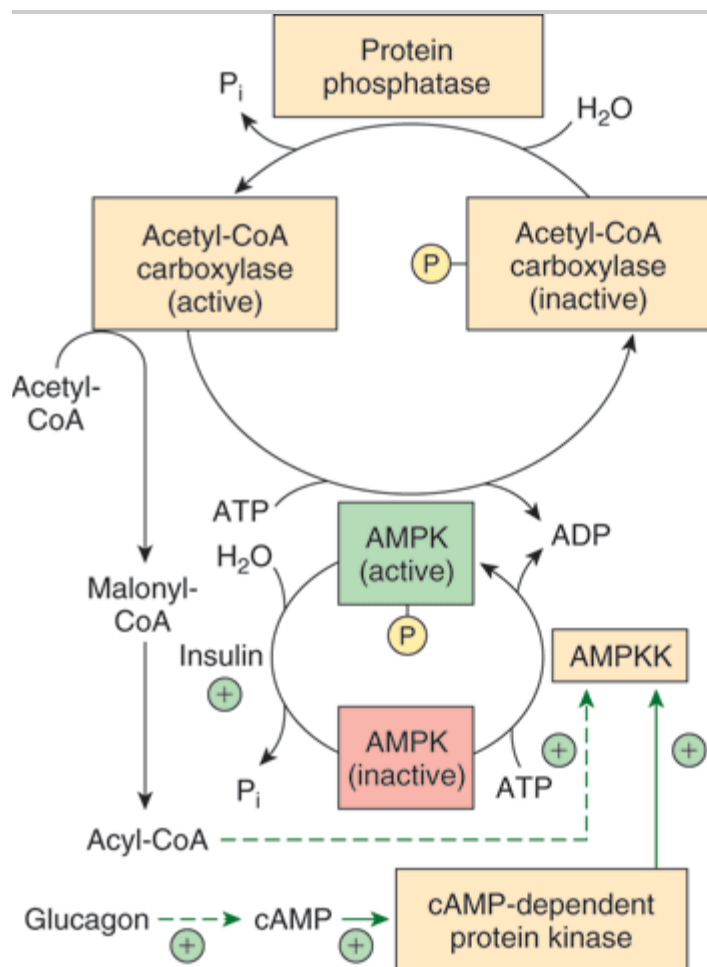 Protein
phosphatase
Pi
H₂O
Acetyl-CoA
carboxylase
(active)
P
Acetyl-CoA
carboxylase
(inactive)
Acetyl-
CoA
ATP
ADP
H₂O
AMPK
(active)
P
Malonyl-
CoA
Insulin
+
AMPKK
AMPK
(inactive)
+
+
Pi
ATP
Acyl-CoA
Glucagon
+
cAMP
+
cAMP-dependent
protein kinase